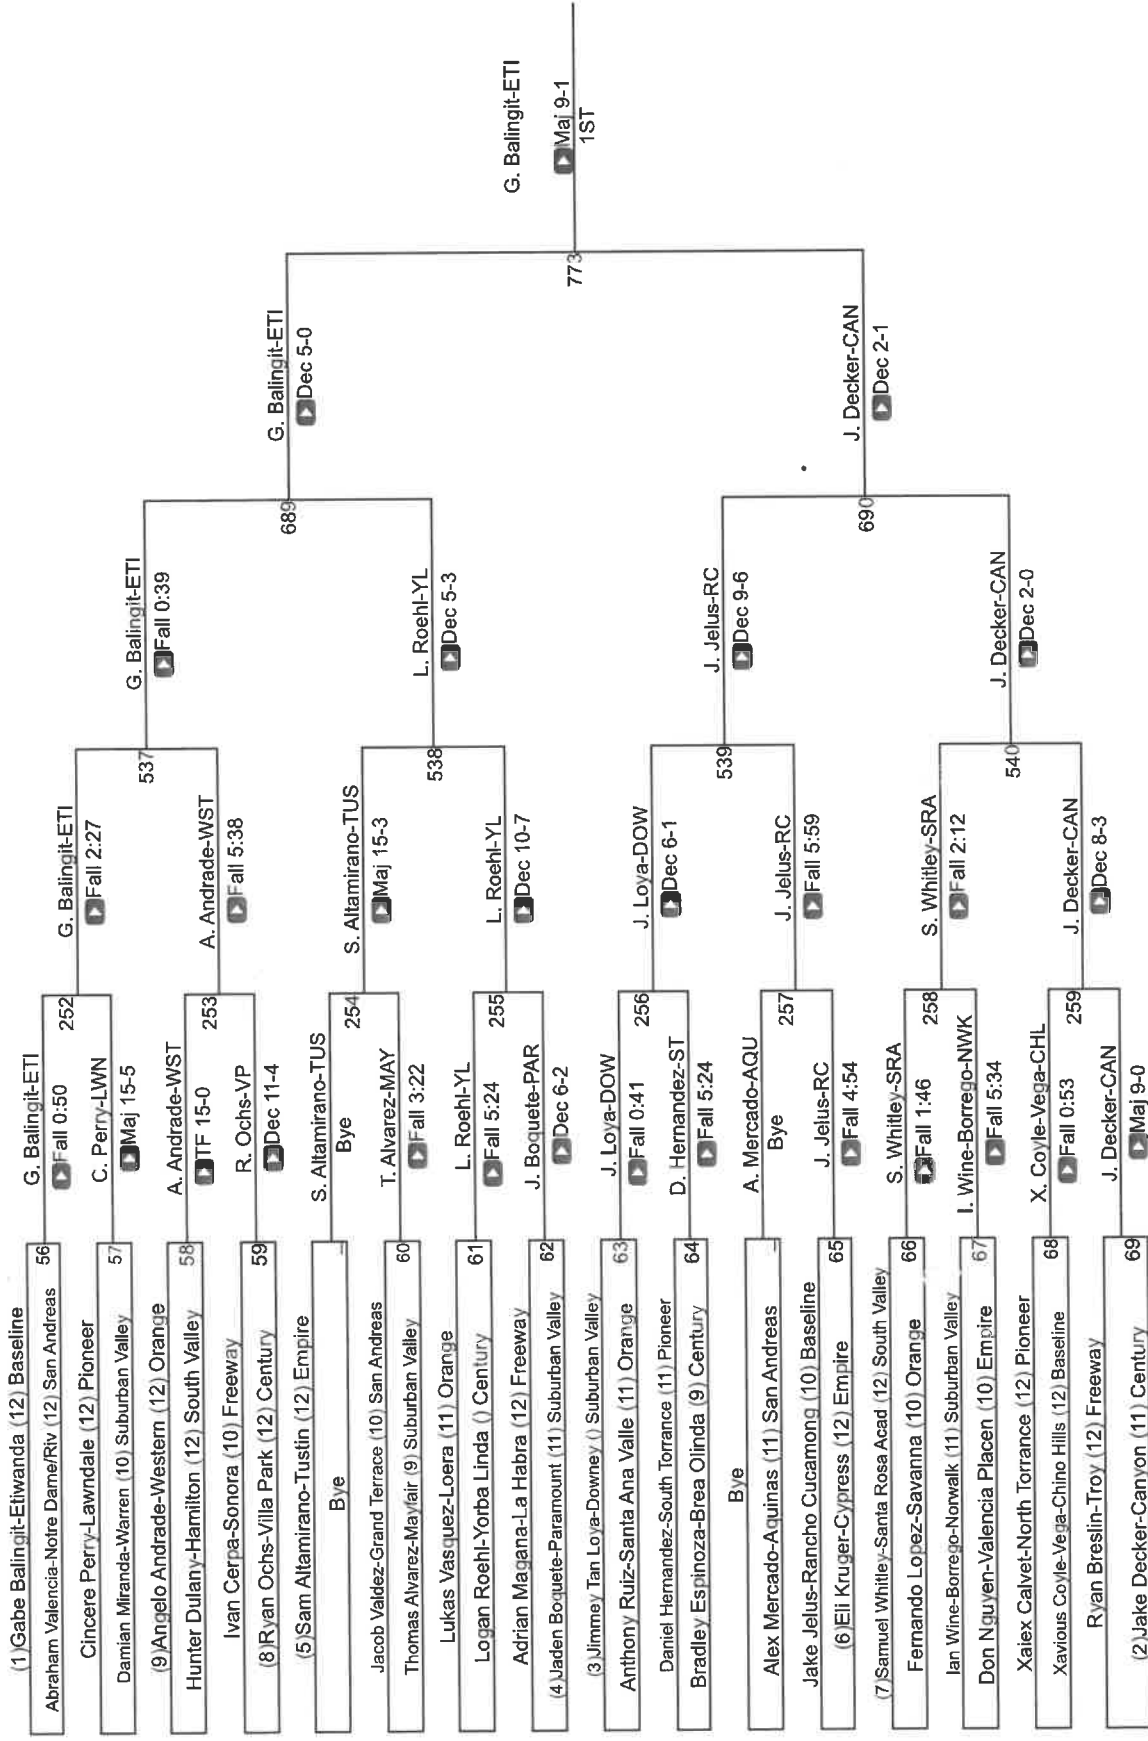 (1)Gabe Balingit-Etiwanda (12) Baseline
Abraham Valencia-Notre Dame/Riv (12) San Andreas
56
Cincere Perry-Lawndale (12) Pioneer
Damian Miranda-Warren (10) Suburban Valley
57
(9)Angelo Andrade-Western (12) Orange
Hunter Dulany-Hamilton (12) South Valley
58
Ivan Cerpa-Sonora (10) Freeway
(8)Ryan Ochs-Villa Park (12) Century
59
(5)Sam Altamirano-Tustin (12) Empire
Bye
Jacob Valdez-Grand Terrace (10) San Andreas
Thomas Alvarez-Mayfair (9) Suburban Valley
60
Lukas Vasquez-Loera (11) Orange
Logan Roehl-Yorba Linda () Century
61
Adrian Magana-La Habra (12) Freeway
(4)Jaden Boquete-Paramount (11) Suburban Valley
62
(3)Jimmey Tan Loya-Downey () Suburban Valley
Anthony Ruiz-Santa Ana Valle (11) Orange
63
Daniel Hernandez-South Torrance (11) Pioneer
Bradley Espinoza-Brea Olinda (9) Century
64
Bye
Alex Mercado-Aquinas (11) San Andreas
Jake Jelus-Rancho Cucamong (10) Baseline
(6)Eli Kruger-Cypress (12) Empire
65
(7)Samuel Whitley-Santa Rosa Acad (12) South Valley
Fernando Lopez-Savanna (10) Orange
66
Ian Wine-Borrego-Norwalk (11) Suburban Valley
Don Nguyen-Valencia Placen (10) Empire
67
Xaiex Calvet-North Torrance (12) Pioneer
Xavious Coyle-Vega-Chino Hills (12) Baseline
68
Ryan Breslin-Troy (12) Freeway
(2)Jake Decker-Canyon (11) Century
69
G. Balingit-ETI
Fall 0:50
252
C. Perry-LWN
Maj 15-5
A. Andrade-WST
TF 15-0
253
R. Ochs-VP
Dec 11-4
S. Altamirano-TUS
Bye
254
T. Alvarez-MAY
Fall 3:22
L. Roehl-YL
Fall 5:24
255
J. Boquete-PAR
Dec 6-2
J. Loya-DOW
Fall 0:41
256
D. Hernandez-ST
Fall 5:24
A. Mercado-AQU
Bye
257
J. Jelus-RC
Fall 4:54
S. Whitley-SRA
Fall 1:46
258
I. Wine-Borrego-NWK
Fall 5:34
X. Coyle-Vega-CHL
Fall 0:53
259
J. Decker-CAN
Maj 9-0
G. Balingit-ETI
Fall 2:27
537
A. Andrade-WST
Fall 5:38
S. Altamirano-TUS
Maj 15-3
538
L. Roehl-YL
Dec 10-7
J. Loya-DOW
Dec 6-1
539
J. Jelus-RC
Fall 5:59
S. Whitley-SRA
Fall 2:12
540
J. Decker-CAN
Dec 8-3
G. Balingit-ETI
Fall 0:39
689
L. Roehl-YL
Dec 5-3
J. Jelus-RC
Dec 9-6
690
J. Decker-CAN
Dec 2-0
G. Balingit-ETI
Dec 5-0
773
J. Decker-CAN
Dec 2-1
G. Balingit-ETI
Maj 9-1
1ST